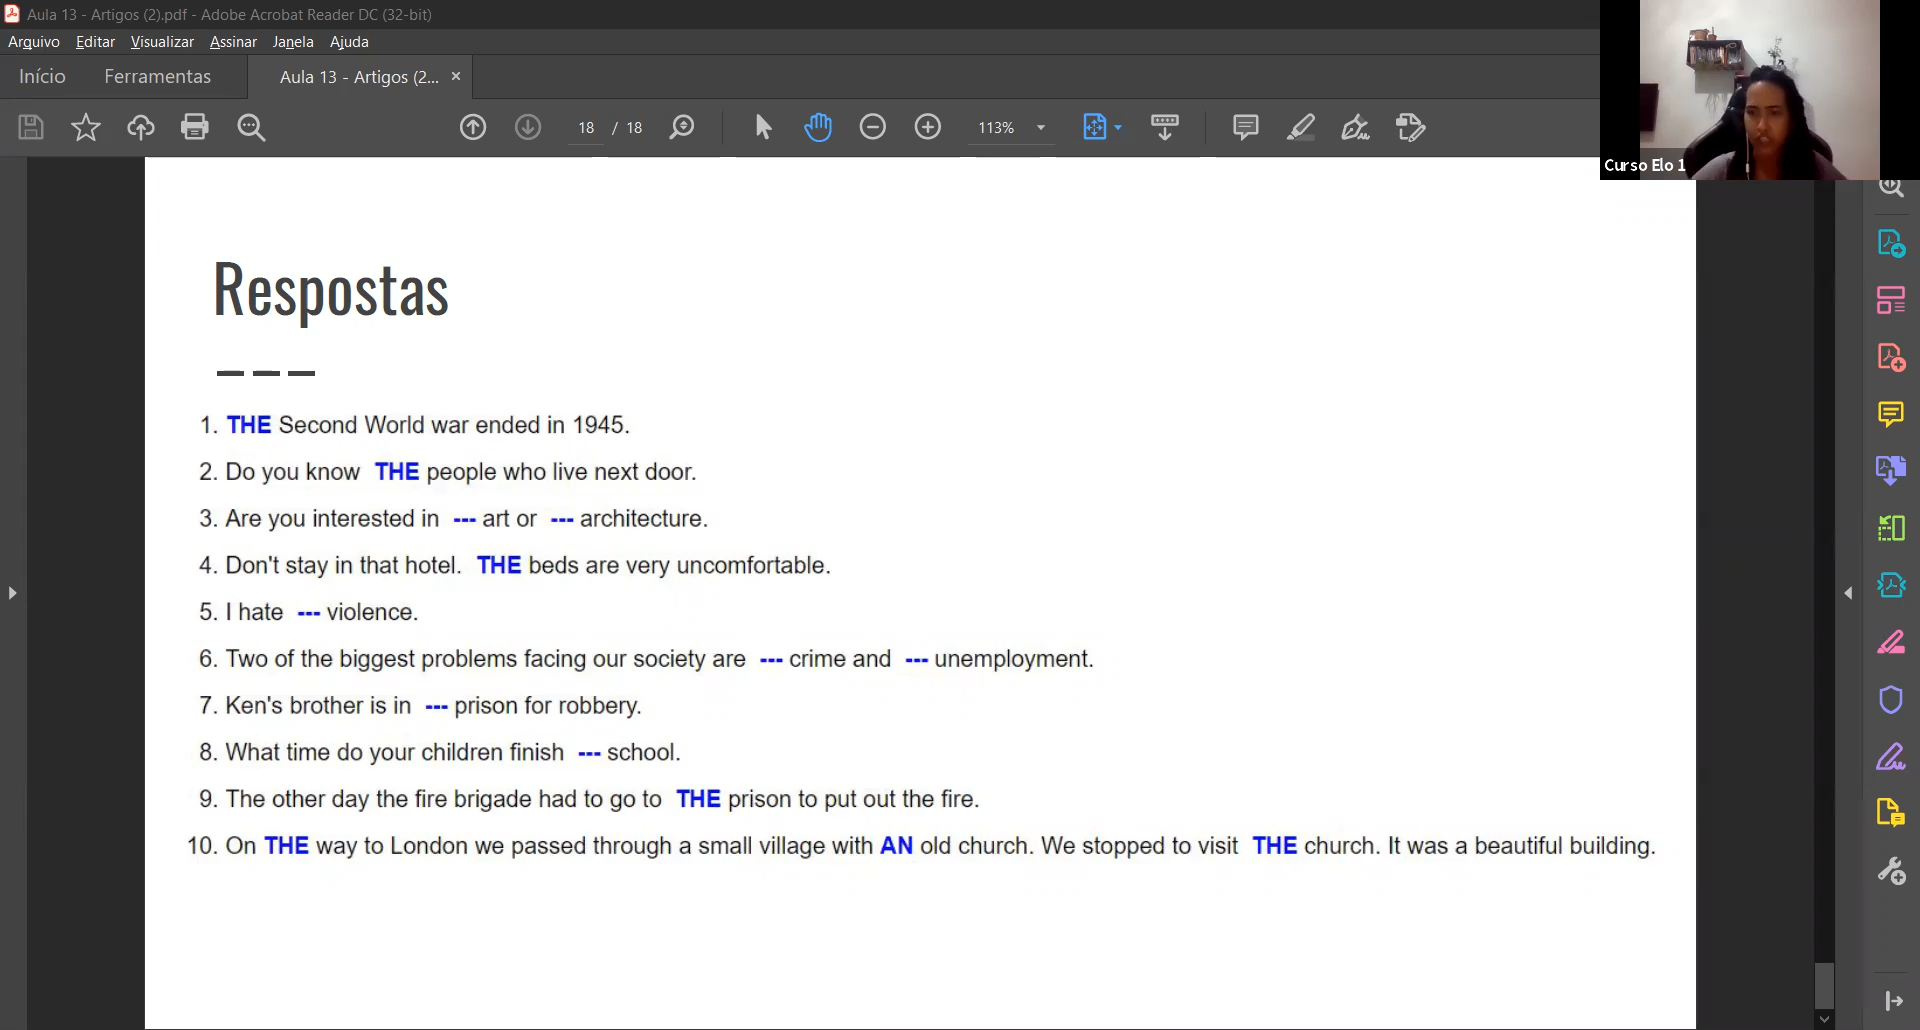 Aula 13 - Artigos (2).pdf - Adobe Acrobat Reader DC (32-bit)
Arquivo Editar Visualizar Assinar Janela Ajuda
Início Ferramentas Aula 13 - Artigos (2... ×
18 / 18 113%
Curso Elo 1
Respostas
1. THE Second World war ended in 1945.
2. Do you know THE people who live next door.
3. Are you interested in --- art or --- architecture.
4. Don't stay in that hotel. THE beds are very uncomfortable.
5. I hate --- violence.
6. Two of the biggest problems facing our society are --- crime and --- unemployment.
7. Ken's brother is in --- prison for robbery.
8. What time do your children finish --- school.
9. The other day the fire brigade had to go to THE prison to put out the fire.
10. On THE way to London we passed through a small village with AN old church. We stopped to visit THE church. It was a beautiful building.